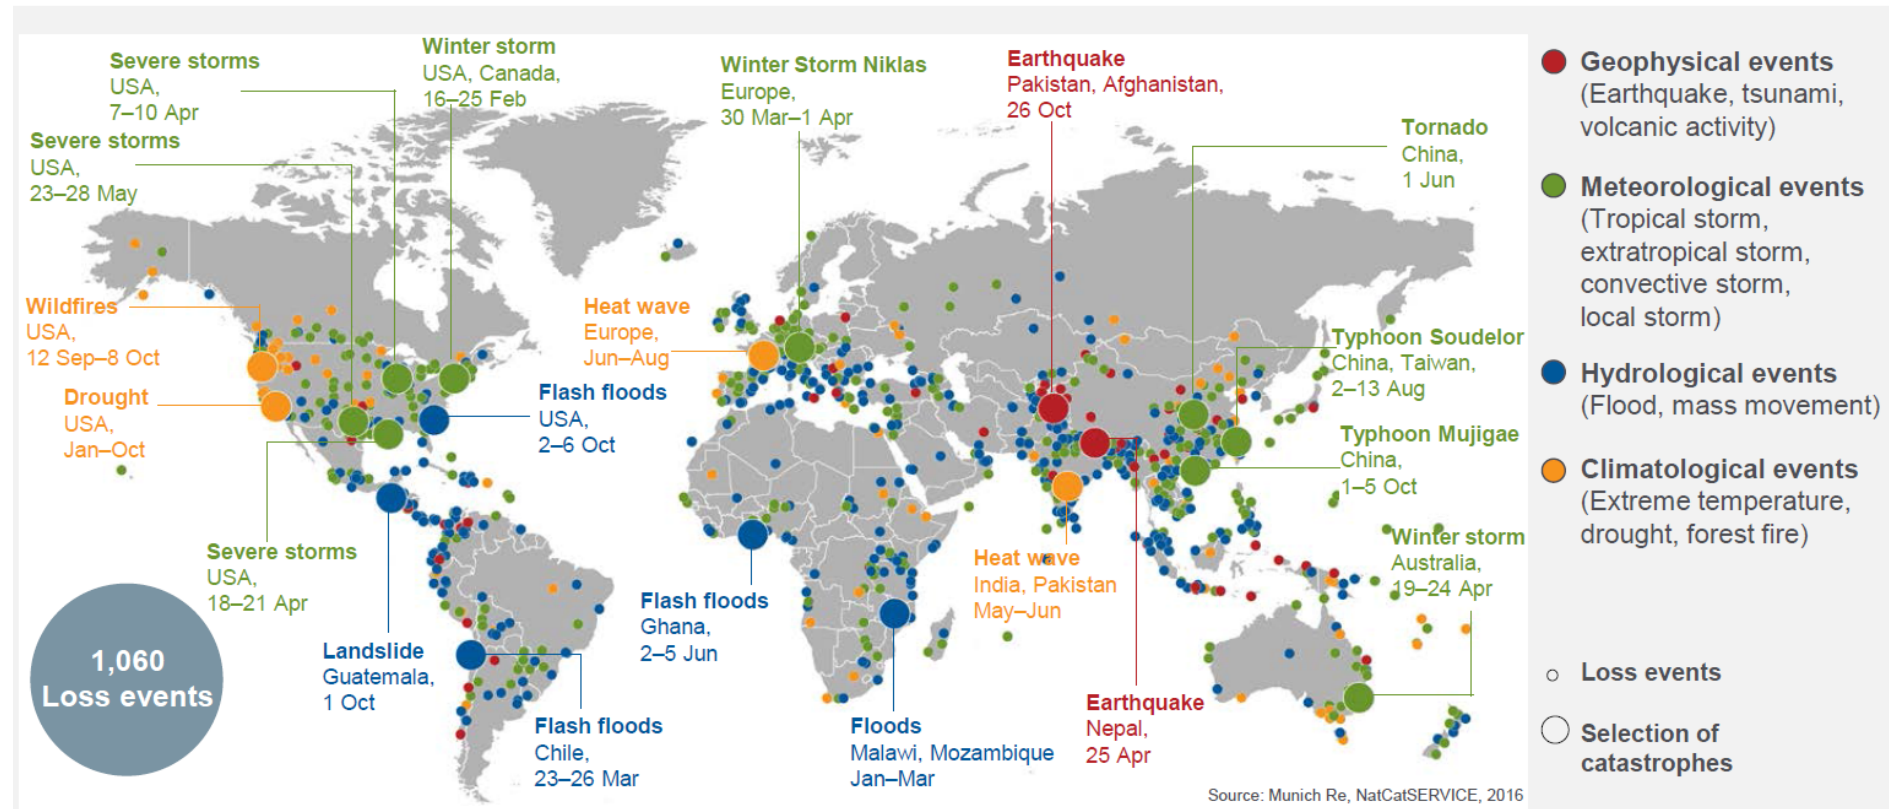 Severe storms
USA,
7–10 Apr
Winter storm
USA, Canada,
16–25 Feb
Winter Storm Niklas
Europe,
30 Mar–1 Apr
Earthquake
Pakistan, Afghanistan,
26 Oct
Tornado
China,
1 Jun
Severe storms
USA,
23–28 May
Wildfires
USA,
12 Sep–8 Oct
Heat wave
Europe,
Jun–Aug
Typhoon Soudelor
China, Taiwan,
2–13 Aug
Drought
USA,
Jan–Oct
Flash floods
USA,
2–6 Oct
Typhoon Mujigae
China,
1–5 Oct
Severe storms
USA,
18–21 Apr
Heat wave
India, Pakistan
May–Jun
Winter storm
Australia,
19–24 Apr
1,060
Loss events
Landslide
Guatemala,
1 Oct
Flash floods
Ghana,
2–5 Jun
Flash floods
Chile,
23–26 Mar
Floods
Malawi, Mozambique
Jan–Mar
Earthquake
Nepal,
25 Apr
Source: Munich Re, NatCatSERVICE, 2016
Geophysical events
(Earthquake, tsunami,
volcanic activity)
Meteorological events
(Tropical storm,
extratropical storm,
convective storm,
local storm)
Hydrological events
(Flood, mass movement)
Climatological events
(Extreme temperature,
drought, forest fire)
Loss events
Selection of
catastrophes